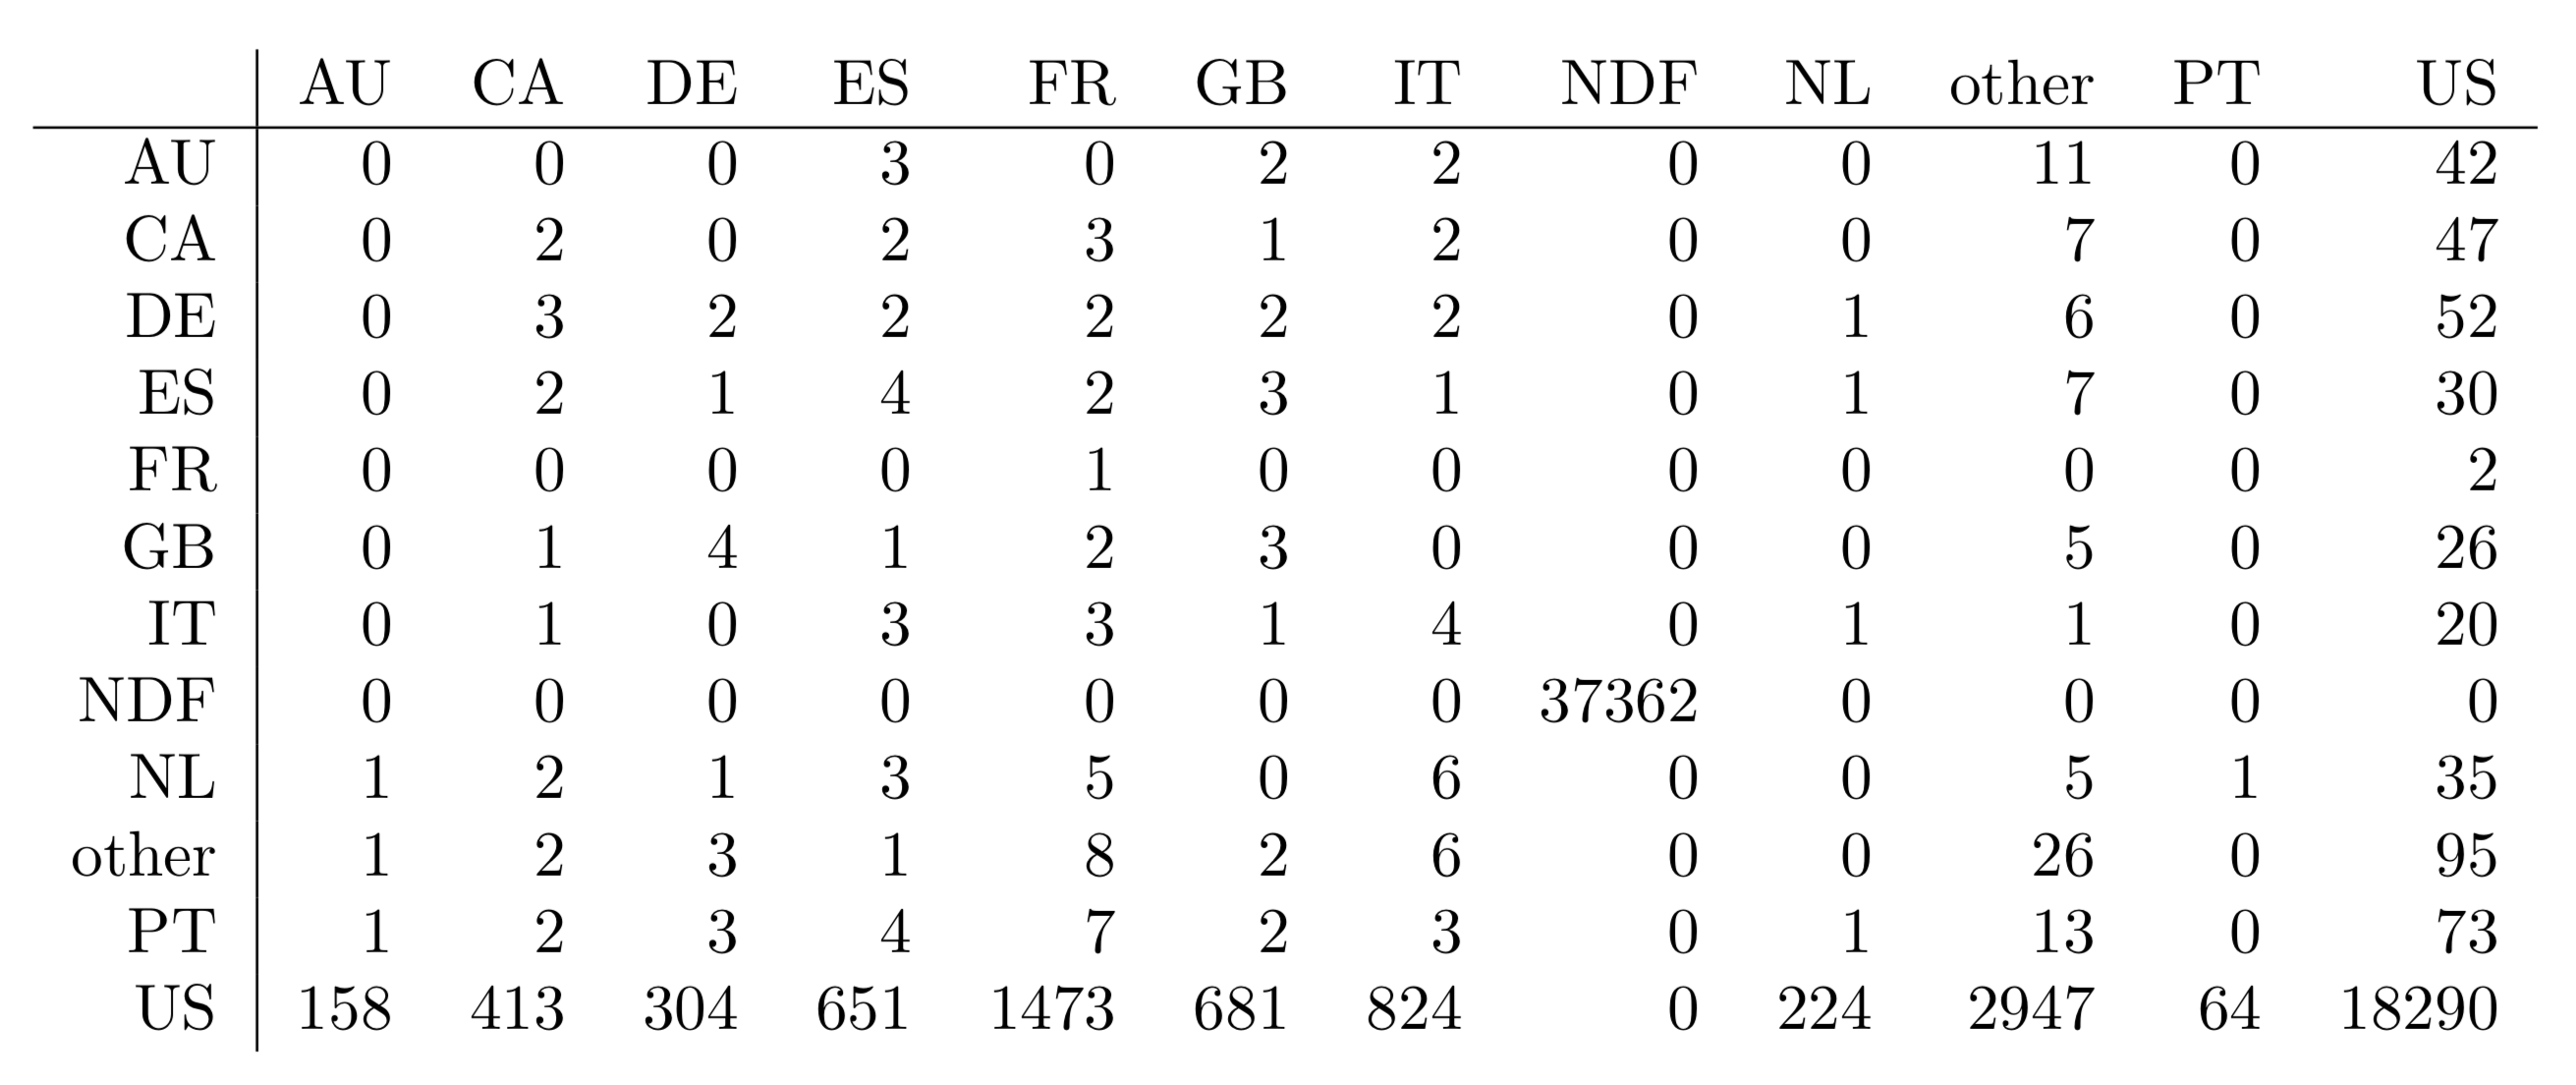 AU CA DE ES FR GB IT NDF NL other PT US
AU 0 0 0 3 0 2 2 0 0 11 0 42
CA 0 2 0 2 3 1 2 0 0 7 0 47
DE 0 3 2 2 2 2 2 0 1 6 0 52
ES 0 2 1 4 2 3 1 0 1 7 0 30
FR 0 0 0 0 1 0 0 0 0 0 0 2
GB 0 1 4 1 2 3 0 0 0 5 0 26
IT 0 1 0 3 3 1 4 0 1 1 0 20
NDF 0 0 0 0 0 0 0 37362 0 0 0 0
NL 1 2 1 3 5 0 6 0 0 5 1 35
other 1 2 3 1 8 2 6 0 0 26 0 95
PT 1 2 3 4 7 2 3 0 1 13 0 73
US 158 413 304 651 1473 681 824 0 224 2947 64 18290